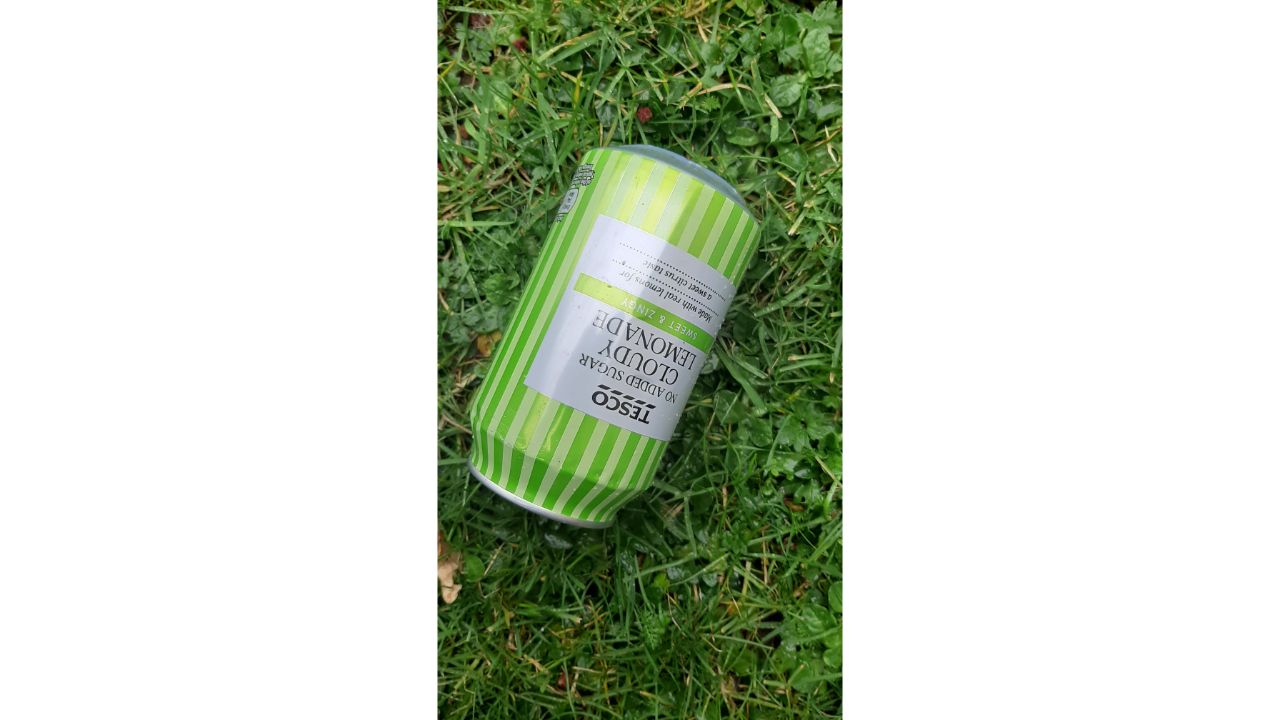 TESCO
NO ADDED SUGAR
CLOUDY
LEMONADE
SWEET & ZINGY
Made with real lemons for
a sweet citrus taste